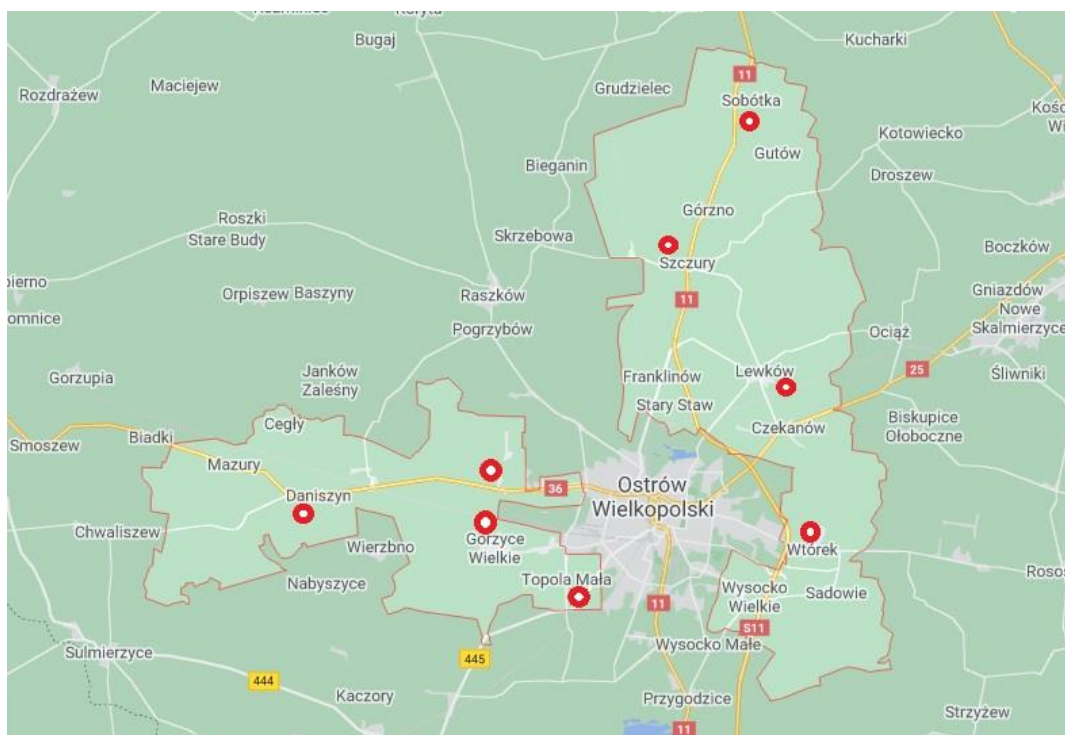 Koryta
Bugaj
Kucharki
11
Rozdrażew
Maciejew
Grudzielec
Sobótka
Kotowiecko
Gutów
Bieganin
Droszew
Roszki
Stare Budy
Górzno
Skrzebowa
Boczków
Szczury
Orpiszew
Baszyny
Raszków
11
Gniazdów
Nowe
Skalmierzyce
Pogrzybów
Ociąż
Janków
Zaleśny
Gorzupia
Franklinów
Lewków
25
Śliwniki
Stary Staw
Cegły
Biskupice
Ołoboczne
Czekanów
Smoszew
Biadki
Mazury
Daniszyn
36
Ostrów
Wielkopolski
Chwaliszew
Wierzbno
Gorzyce
Wielkie
Wtórek
Nabyszyce
Topola Mała
Wysocko
Wielkie
Sadowie
11
S11
Sulmierzyce
445
Wysocko Małe
444
Kaczory
Przygodzice
Strzyżew
11